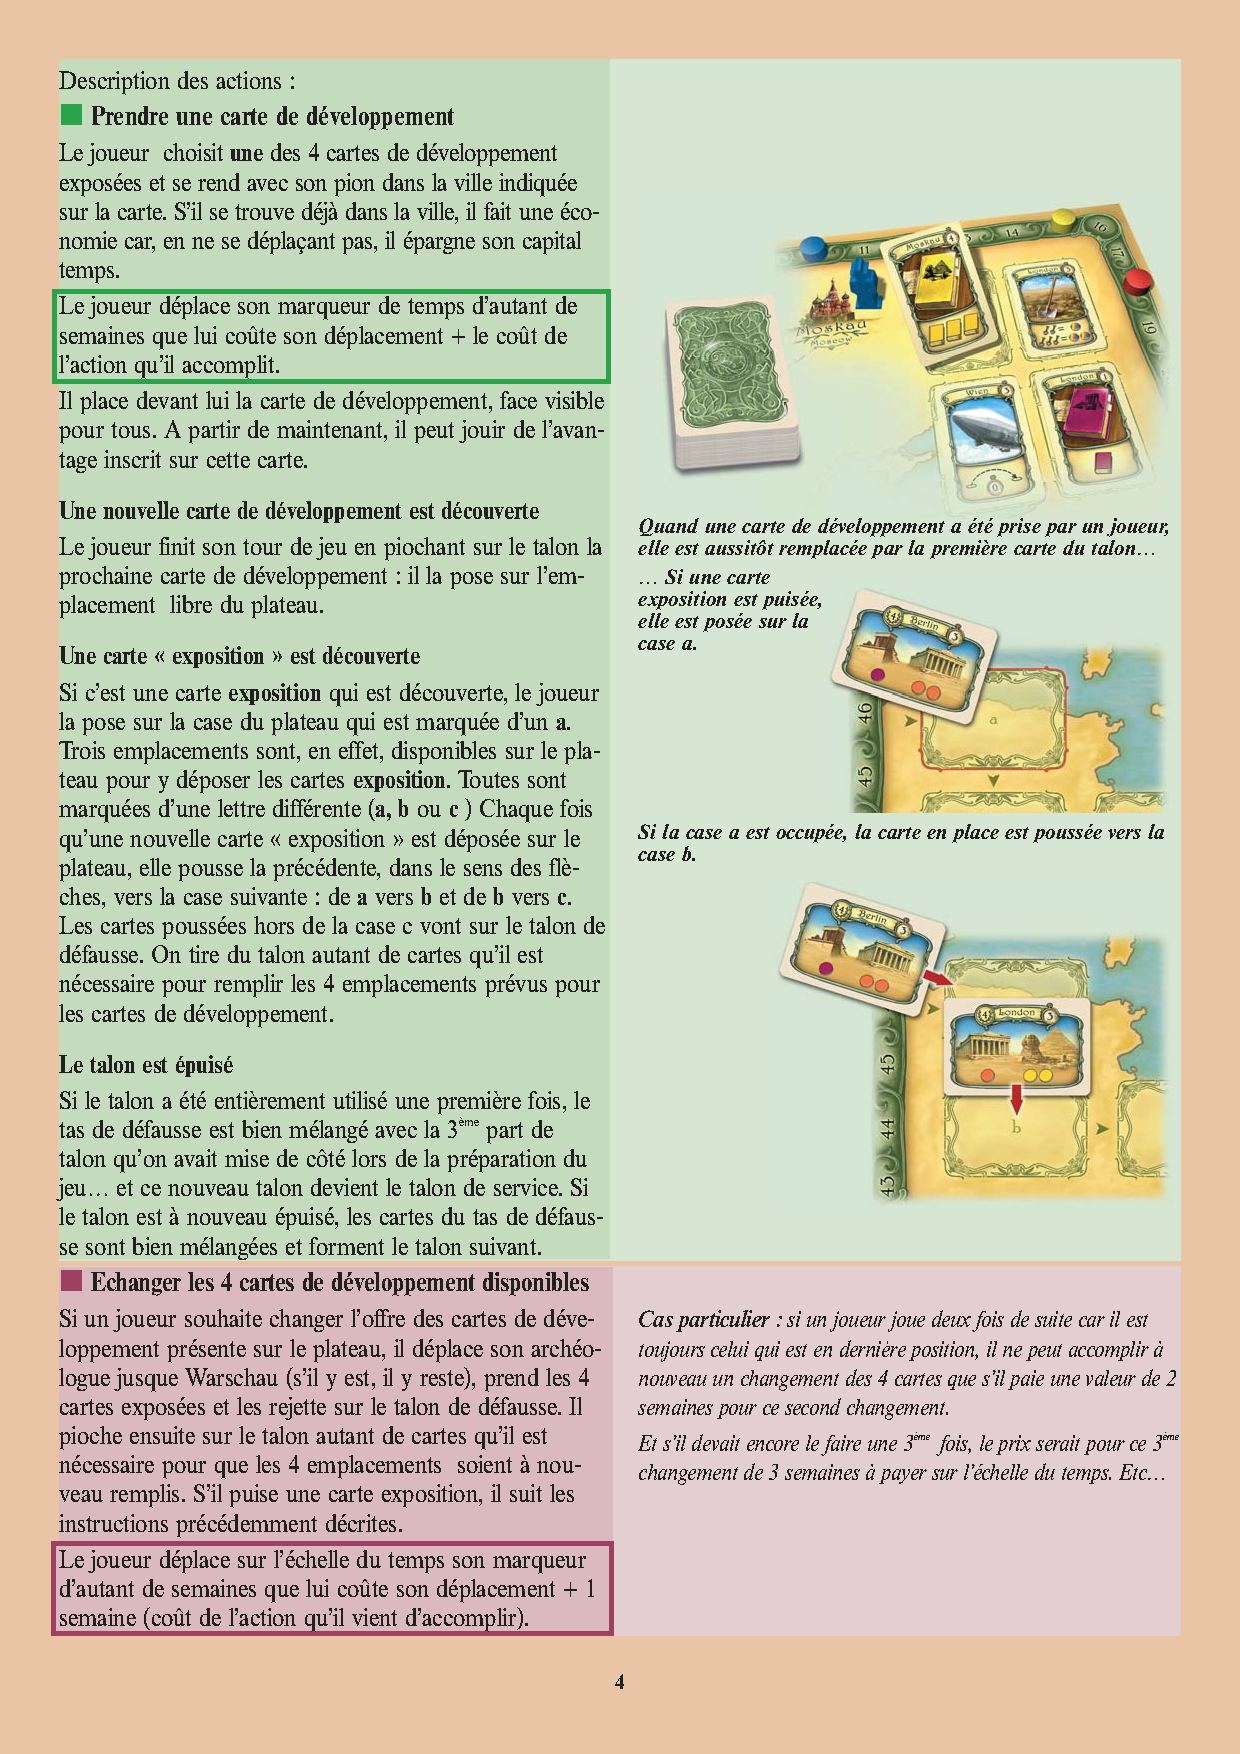 Description des actions :
Prendre une carte de développement
Le joueur  choisit une des 4 cartes de développement
exposées et se rend avec son pion dans la ville indiquée
sur la carte. S’il se trouve déjà dans la ville, il fait une éco-
nomie car, en ne se déplaçant pas, il épargne son capital
temps.
Le joueur déplace son marqueur de temps d’autant de
semaines que lui coûte son déplacement + le coût de
l’action qu’il accomplit.
Il place devant lui la carte de développement, face visible
pour tous. A partir de maintenant, il peut jouir de l’avan-
tage inscrit sur cette carte.
Une nouvelle carte de développement est découverte
Le joueur finit son tour de jeu en piochant sur le talon la
prochaine carte de développement : il la pose sur l’em-
placement  libre du plateau.
Une carte « exposition » est découverte
Si c’est une carte exposition qui est découverte, le joueur
la pose sur la case du plateau qui est marquée d’un a.
Trois emplacements sont, en effet, disponibles sur le pla-
teau pour y déposer les cartes exposition. Toutes sont
marquées d’une lettre différente (a, b ou c ) Chaque fois
qu’une nouvelle carte « exposition » est déposée sur le
plateau, elle pousse la précédente, dans le sens des flè-
ches, vers la case suivante : de a vers b et de b vers c.
Les cartes poussées hors de la case c vont sur le talon de
défausse. On tire du talon autant de cartes qu’il est
nécessaire pour remplir les 4 emplacements prévus pour
les cartes de développement.
Le talon est épuisé
Si le talon a été entièrement utilisé une première fois, le
tas de défausse est bien mélangé avec la 3ème part de
talon qu’on avait mise de côté lors de la préparation du
jeu… et ce nouveau talon devient le talon de service. Si
le talon est à nouveau épuisé, les cartes du tas de défaus-
se sont bien mélangées et forment le talon suivant.
11
14
16
17
19
Moskau 4
London 3
Moskau
Moscow
Wien 3
0
London 1
Quand une carte de développement a été prise par un joueur,
elle est aussitôt remplacée par la première carte du talon…
… Si une carte
exposition est puisée,
elle est posée sur la
case a.
4 Berlin 3
46
45
a
Si la case a est occupée, la carte en place est poussée vers la
case b.
4 Berlin 3
4 London 3
45
44
43
b
Echanger les 4 cartes de développement disponibles
Si un joueur souhaite changer l’offre des cartes de déve-
loppement présente sur le plateau, il déplace son archéo-
logue jusque Warschau (s’il y est, il y reste), prend les 4
cartes exposées et les rejette sur le talon de défausse. Il
pioche ensuite sur le talon autant de cartes qu’il est
nécessaire pour que les 4 emplacements  soient à nou-
veau remplis. S’il puise une carte exposition, il suit les
instructions précédemment décrites.
Le joueur déplace sur l’échelle du temps son marqueur
d’autant de semaines que lui coûte son déplacement + 1
semaine (coût de l’action qu’il vient d’accomplir).
Cas particulier : si un joueur joue deux fois de suite car il est
toujours celui qui est en dernière position, il ne peut accomplir à
nouveau un changement des 4 cartes que s’il paie une valeur de 2
semaines pour ce second changement.
Et s’il devait encore le faire une 3ème  fois, le prix serait pour ce 3ème
changement de 3 semaines à payer sur l’échelle du temps. Etc…
4